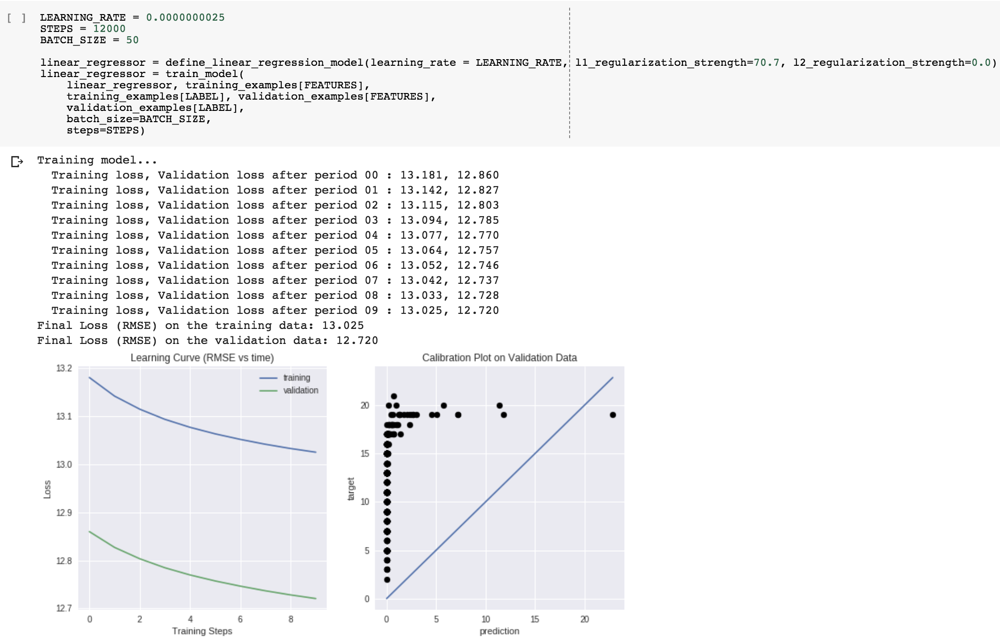 [ ] LEARNING_RATE = 0.0000000025
STEPS = 12000
BATCH_SIZE = 50
linear_regressor = define_linear_regression_model(learning_rate = LEARNING_RATE, l1_regularization_strength=70.7, l2_regularization_strength=0.0)
linear_regressor = train_model(
linear_regressor, training_examples[FEATURES],
training_examples[LABEL], validation_examples[FEATURES],
validation_examples[LABEL],
batch_size=BATCH_SIZE,
steps=STEPS)
Training model...
Training loss, Validation loss after period 00 : 13.181, 12.860
Training loss, Validation loss after period 01 : 13.142, 12.827
Training loss, Validation loss after period 02 : 13.115, 12.803
Training loss, Validation loss after period 03 : 13.094, 12.785
Training loss, Validation loss after period 04 : 13.077, 12.770
Training loss, Validation loss after period 05 : 13.064, 12.757
Training loss, Validation loss after period 06 : 13.052, 12.746
Training loss, Validation loss after period 07 : 13.042, 12.737
Training loss, Validation loss after period 08 : 13.033, 12.728
Training loss, Validation loss after period 09 : 13.025, 12.720
Final Loss (RMSE) on the training data: 13.025
Final Loss (RMSE) on the validation data: 12.720
Learning Curve (RMSE vs time)
training
validation
13.2
13.1
13.0
12.9
12.8
12.7
Loss
0 2 4 6 8
Training Steps
Calibration Plot on Validation Data
20
15
10
5
0
target
0 5 10 15 20
prediction